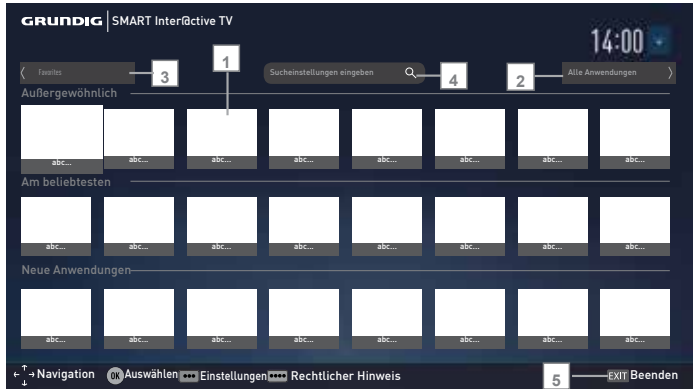 GRUNDIG SMART Inter@ctive TV
14:00
1
Favorites
3
Sucheinstellungen eingeben
4
2
Alle Anwendungen
Außergewöhnlich
abc... abc... abc... abc... abc... abc... abc... abc...
Am beliebtesten
abc... abc... abc... abc... abc... abc... abc... abc...
Neue Anwendungen
abc... abc... abc... abc... abc... abc... abc... abc...
Navigation OK Auswählen Einstellungen Rechtlicher Hinweis 5 EXIT Beenden